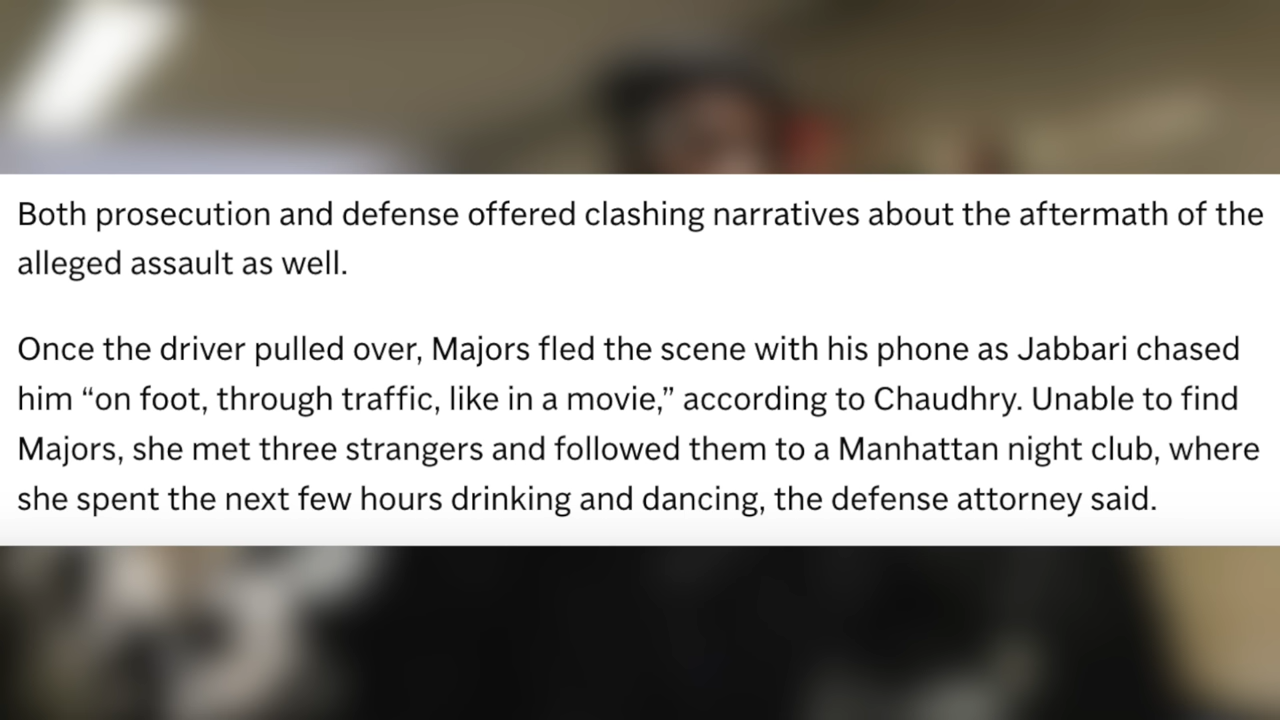 Both prosecution and defense offered clashing narratives about the aftermath of the
alleged assault as well.
Once the driver pulled over, Majors fled the scene with his phone as Jabbari chased
him “on foot, through traffic, like in a movie,” according to Chaudhry. Unable to find
Majors, she met three strangers and followed them to a Manhattan night club, where
she spent the next few hours drinking and dancing, the defense attorney said.